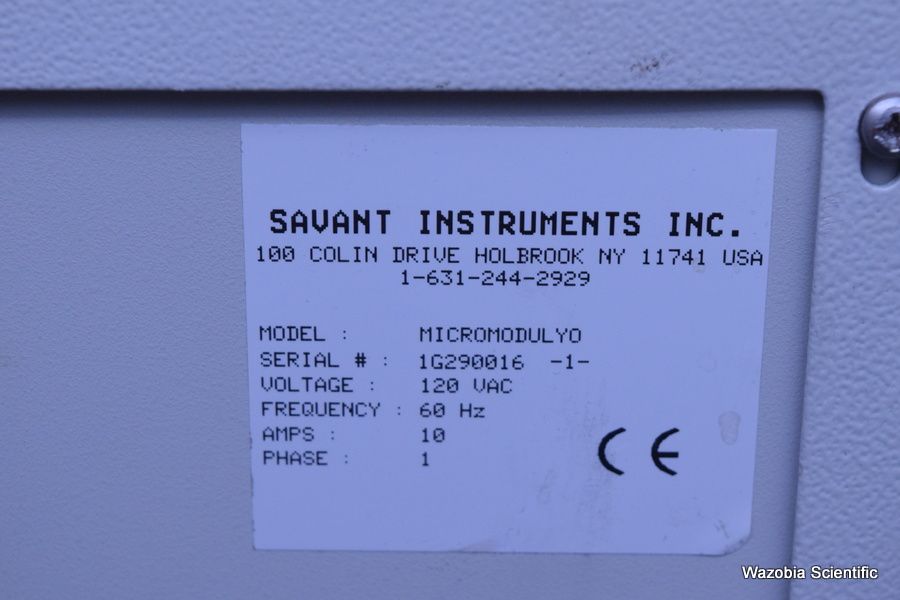 SAVANT INSTRUMENTS INC.
100 COLIN DRIVE HOLBROOK NY 11741 USA
1-631-244-2929
MODEL : MICROMODULYO
SERIAL # : 1G290016 -1-
VOLTAGE : 120 VAC
FREQUENCY : 60 Hz
AMPS : 10
PHASE : 1
CE
Wazobia Scientific